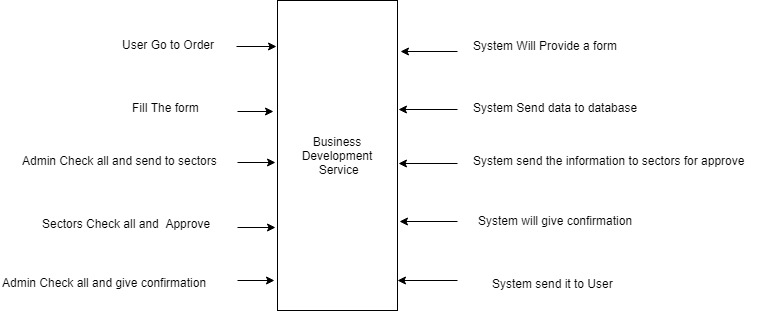 User Go to Order
System Will Provide a form
Fill The form
System Send data to database
Business
Development
Service
Admin Check all and send to sectors
System send the information to sectors for approve
Sectors Check all and Approve
System will give confirmation
Admin Check all and give confirmation
System send it to User